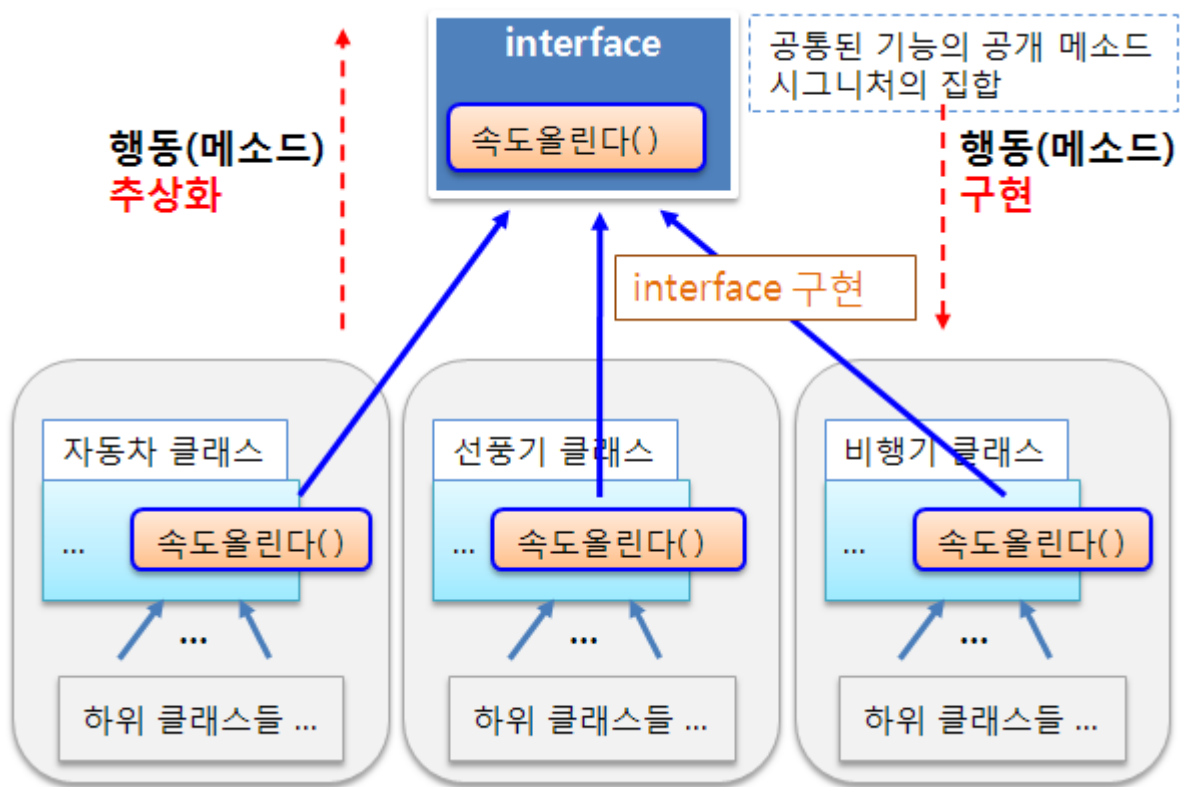 interface
속도올린다()
공통된 기능의 공개 메소드
시그니처의 집합
행동(메소드)
추상화
행동(메소드)
구현
interface 구현
자동차 클래스
...
속도올린다()
...
하위 클래스들 ...
선풍기 클래스
...
속도올린다()
...
하위 클래스들 ...
비행기 클래스
...
속도올린다()
...
하위 클래스들 ...